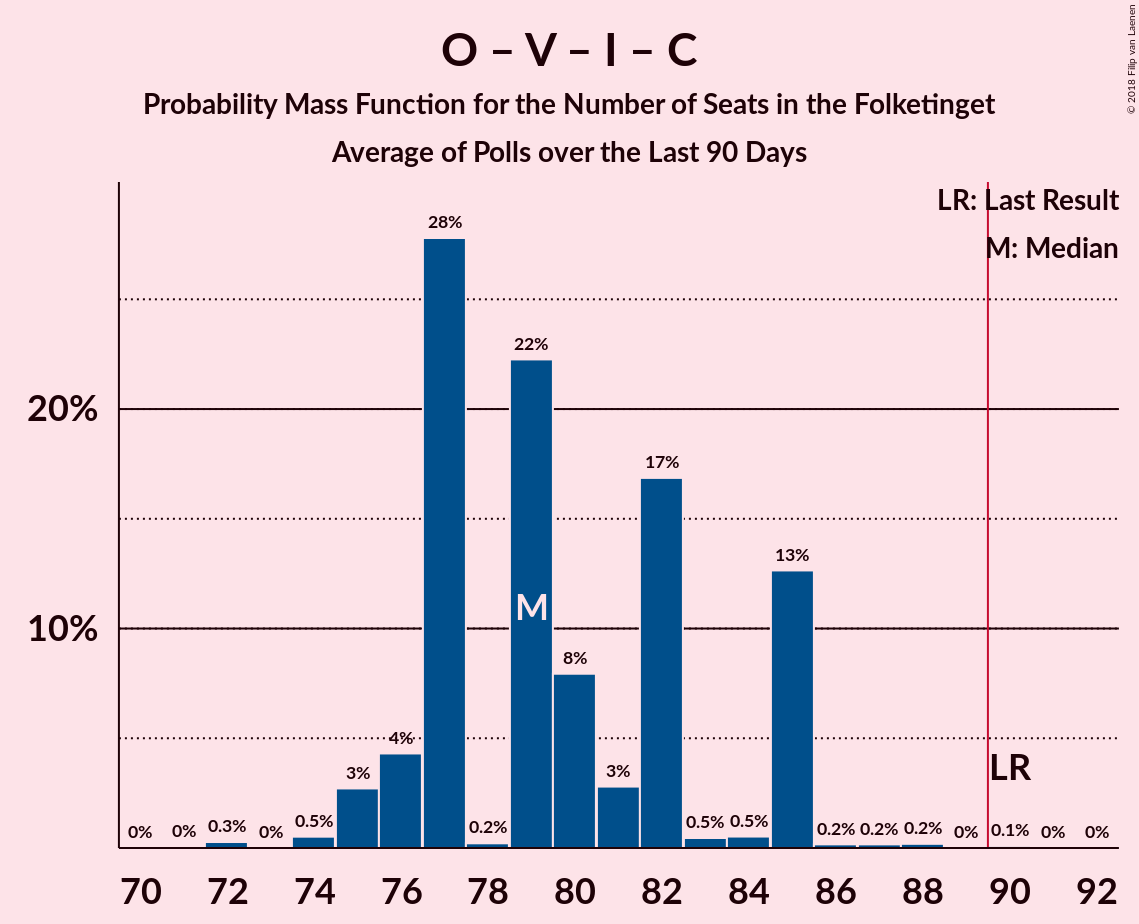 O – V – I – C
Probability Mass Function for the Number of Seats in the Folketinget
Average of Polls over the Last 90 Days
© 2018 Filip van Laenen
LR: Last Result
M: Median
20%
10%
0%
0%
0.3%
0%
0.5%
3%
4%
28%
0.2%
22%
8%
3%
17%
0.5%
0.5%
13%
0.2%
0.2%
0.2%
0%
0.1%
0%
0%
M
LR
70 72 74 76 78 80 82 84 86 88 90 92